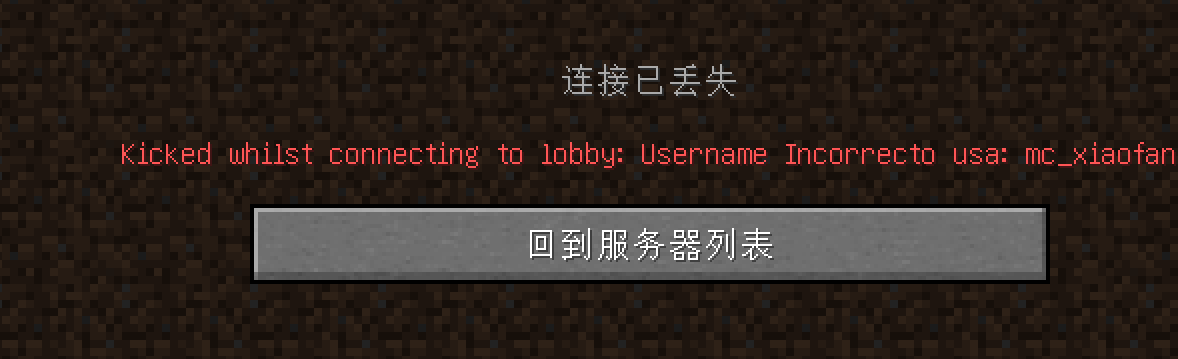 连接已丢失
Kicked whilst connecting to lobby: Username Incorrecto usa: mc_xiaofan
回到服务器列表